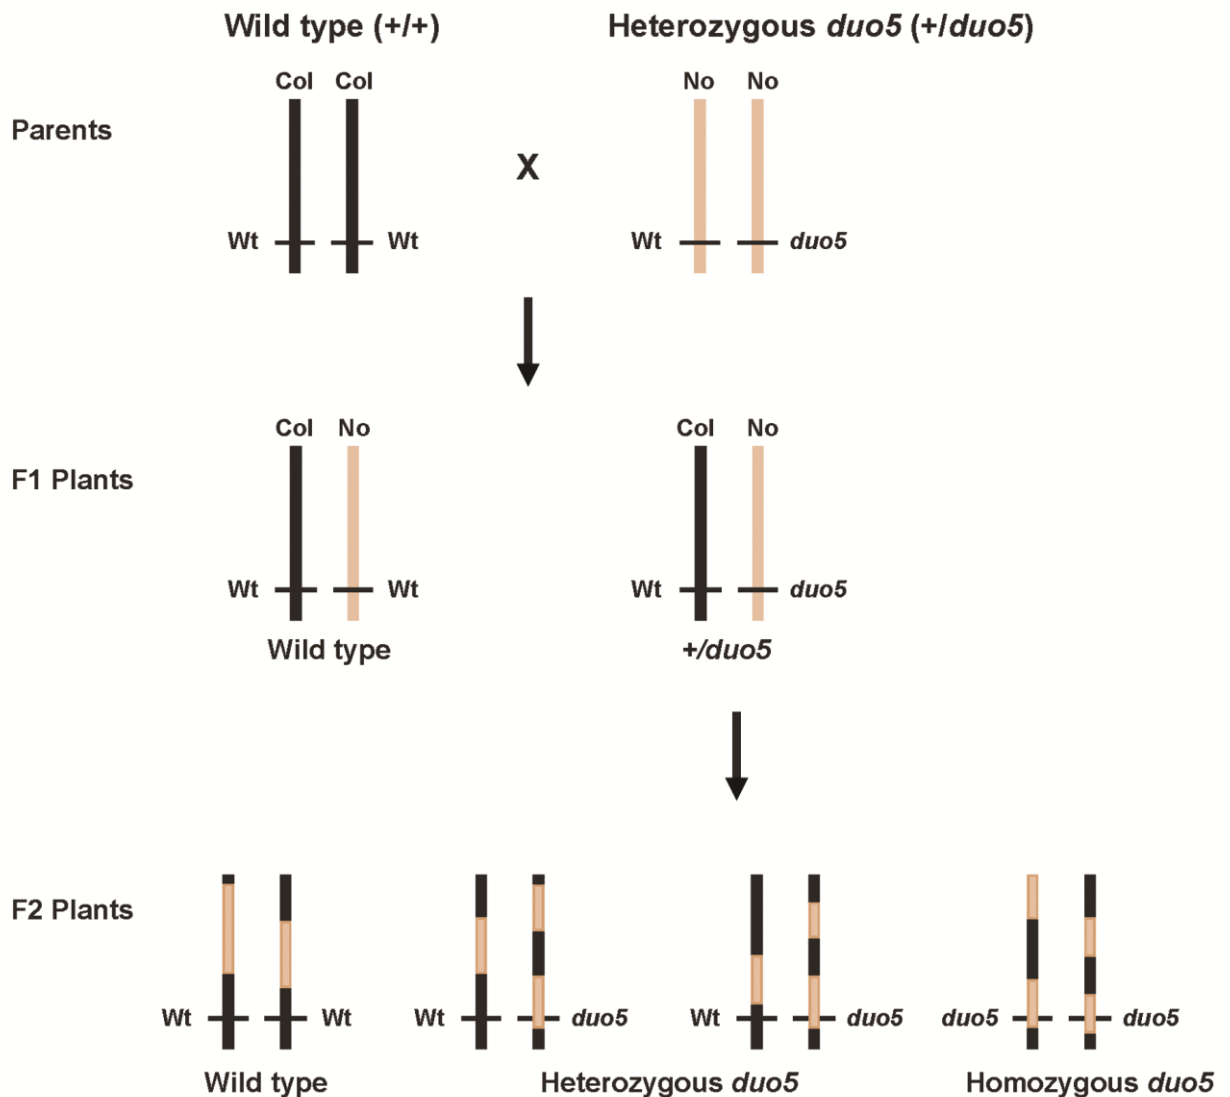 Wild type (+/+) Heterozygous duo5 (+/duo5)
Col Col No No
Parents
X
Wt Wt Wt duo5
Col No Col No
F1 Plants
Wt Wt Wt duo5
Wild type +/duo5
F2 Plants
Wt Wt Wt duo5 Wt duo5 duo5 duo5
Wild type Heterozygous duo5 Homozygous duo5